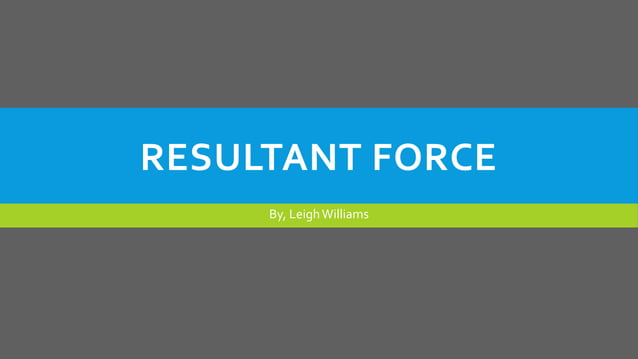 RESULTANT FORCE
By, Leigh Williams